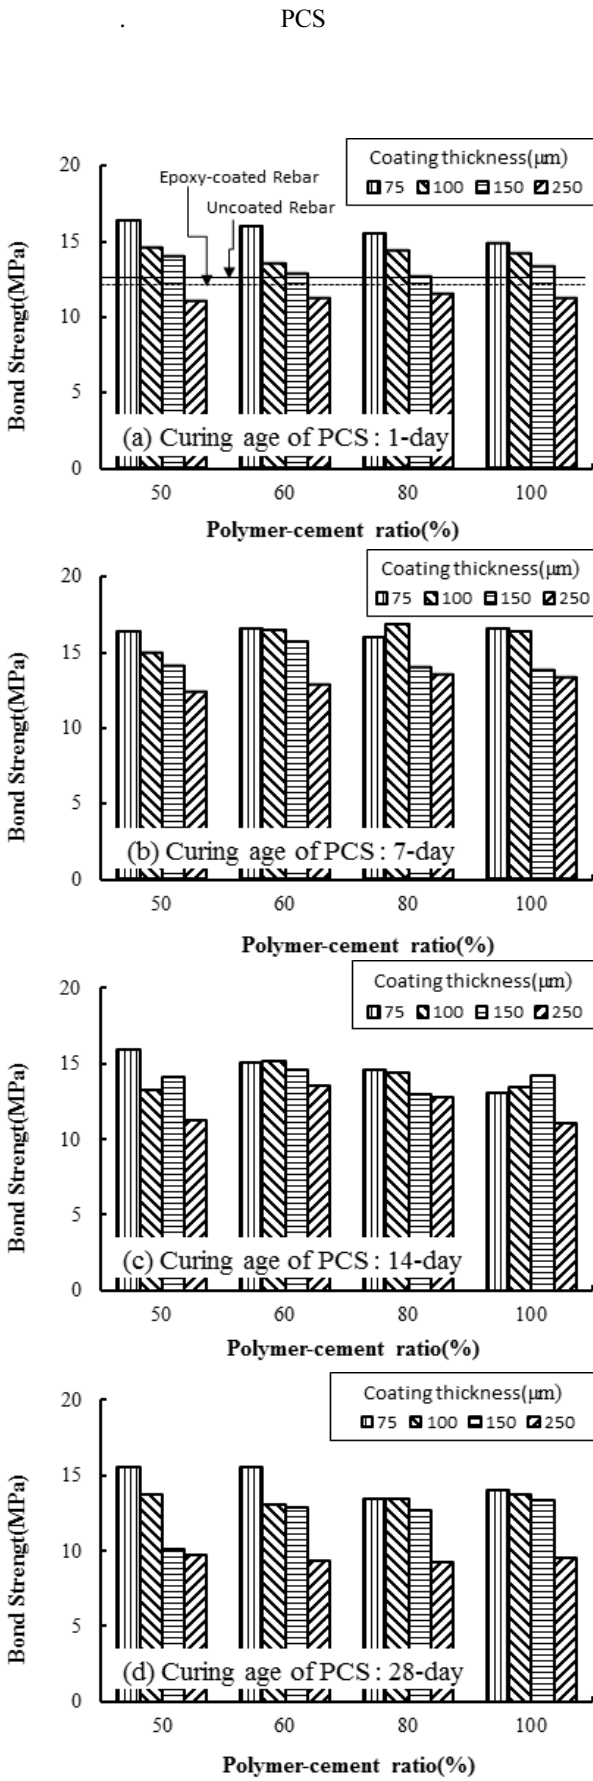 . PCS
Coating thickness(μm)
75 100 150 250
Epoxy-coated Rebar
Uncoated Rebar
20
15
10
5
0
Bond Strengt(MPa)
(a) Curing age of PCS : 1-day
50 60 80 100
Polymer-cement ratio(%)
Coating thickness(μm)
75 100 150 250
20
15
10
5
0
Bond Strengt(MPa)
(b) Curing age of PCS : 7-day
50 60 80 100
Polymer-cement ratio(%)
Coating thickness(μm)
75 100 150 250
20
15
10
5
0
Bond Strengt(MPa)
(c) Curing age of PCS : 14-day
50 60 80 100
Polymer-cement ratio(%)
Coating thickness(μm)
75 100 150 250
20
15
10
5
0
Bond Strengt(MPa)
(d) Curing age of PCS : 28-day
50 60 80 100
Polymer-cement ratio(%)